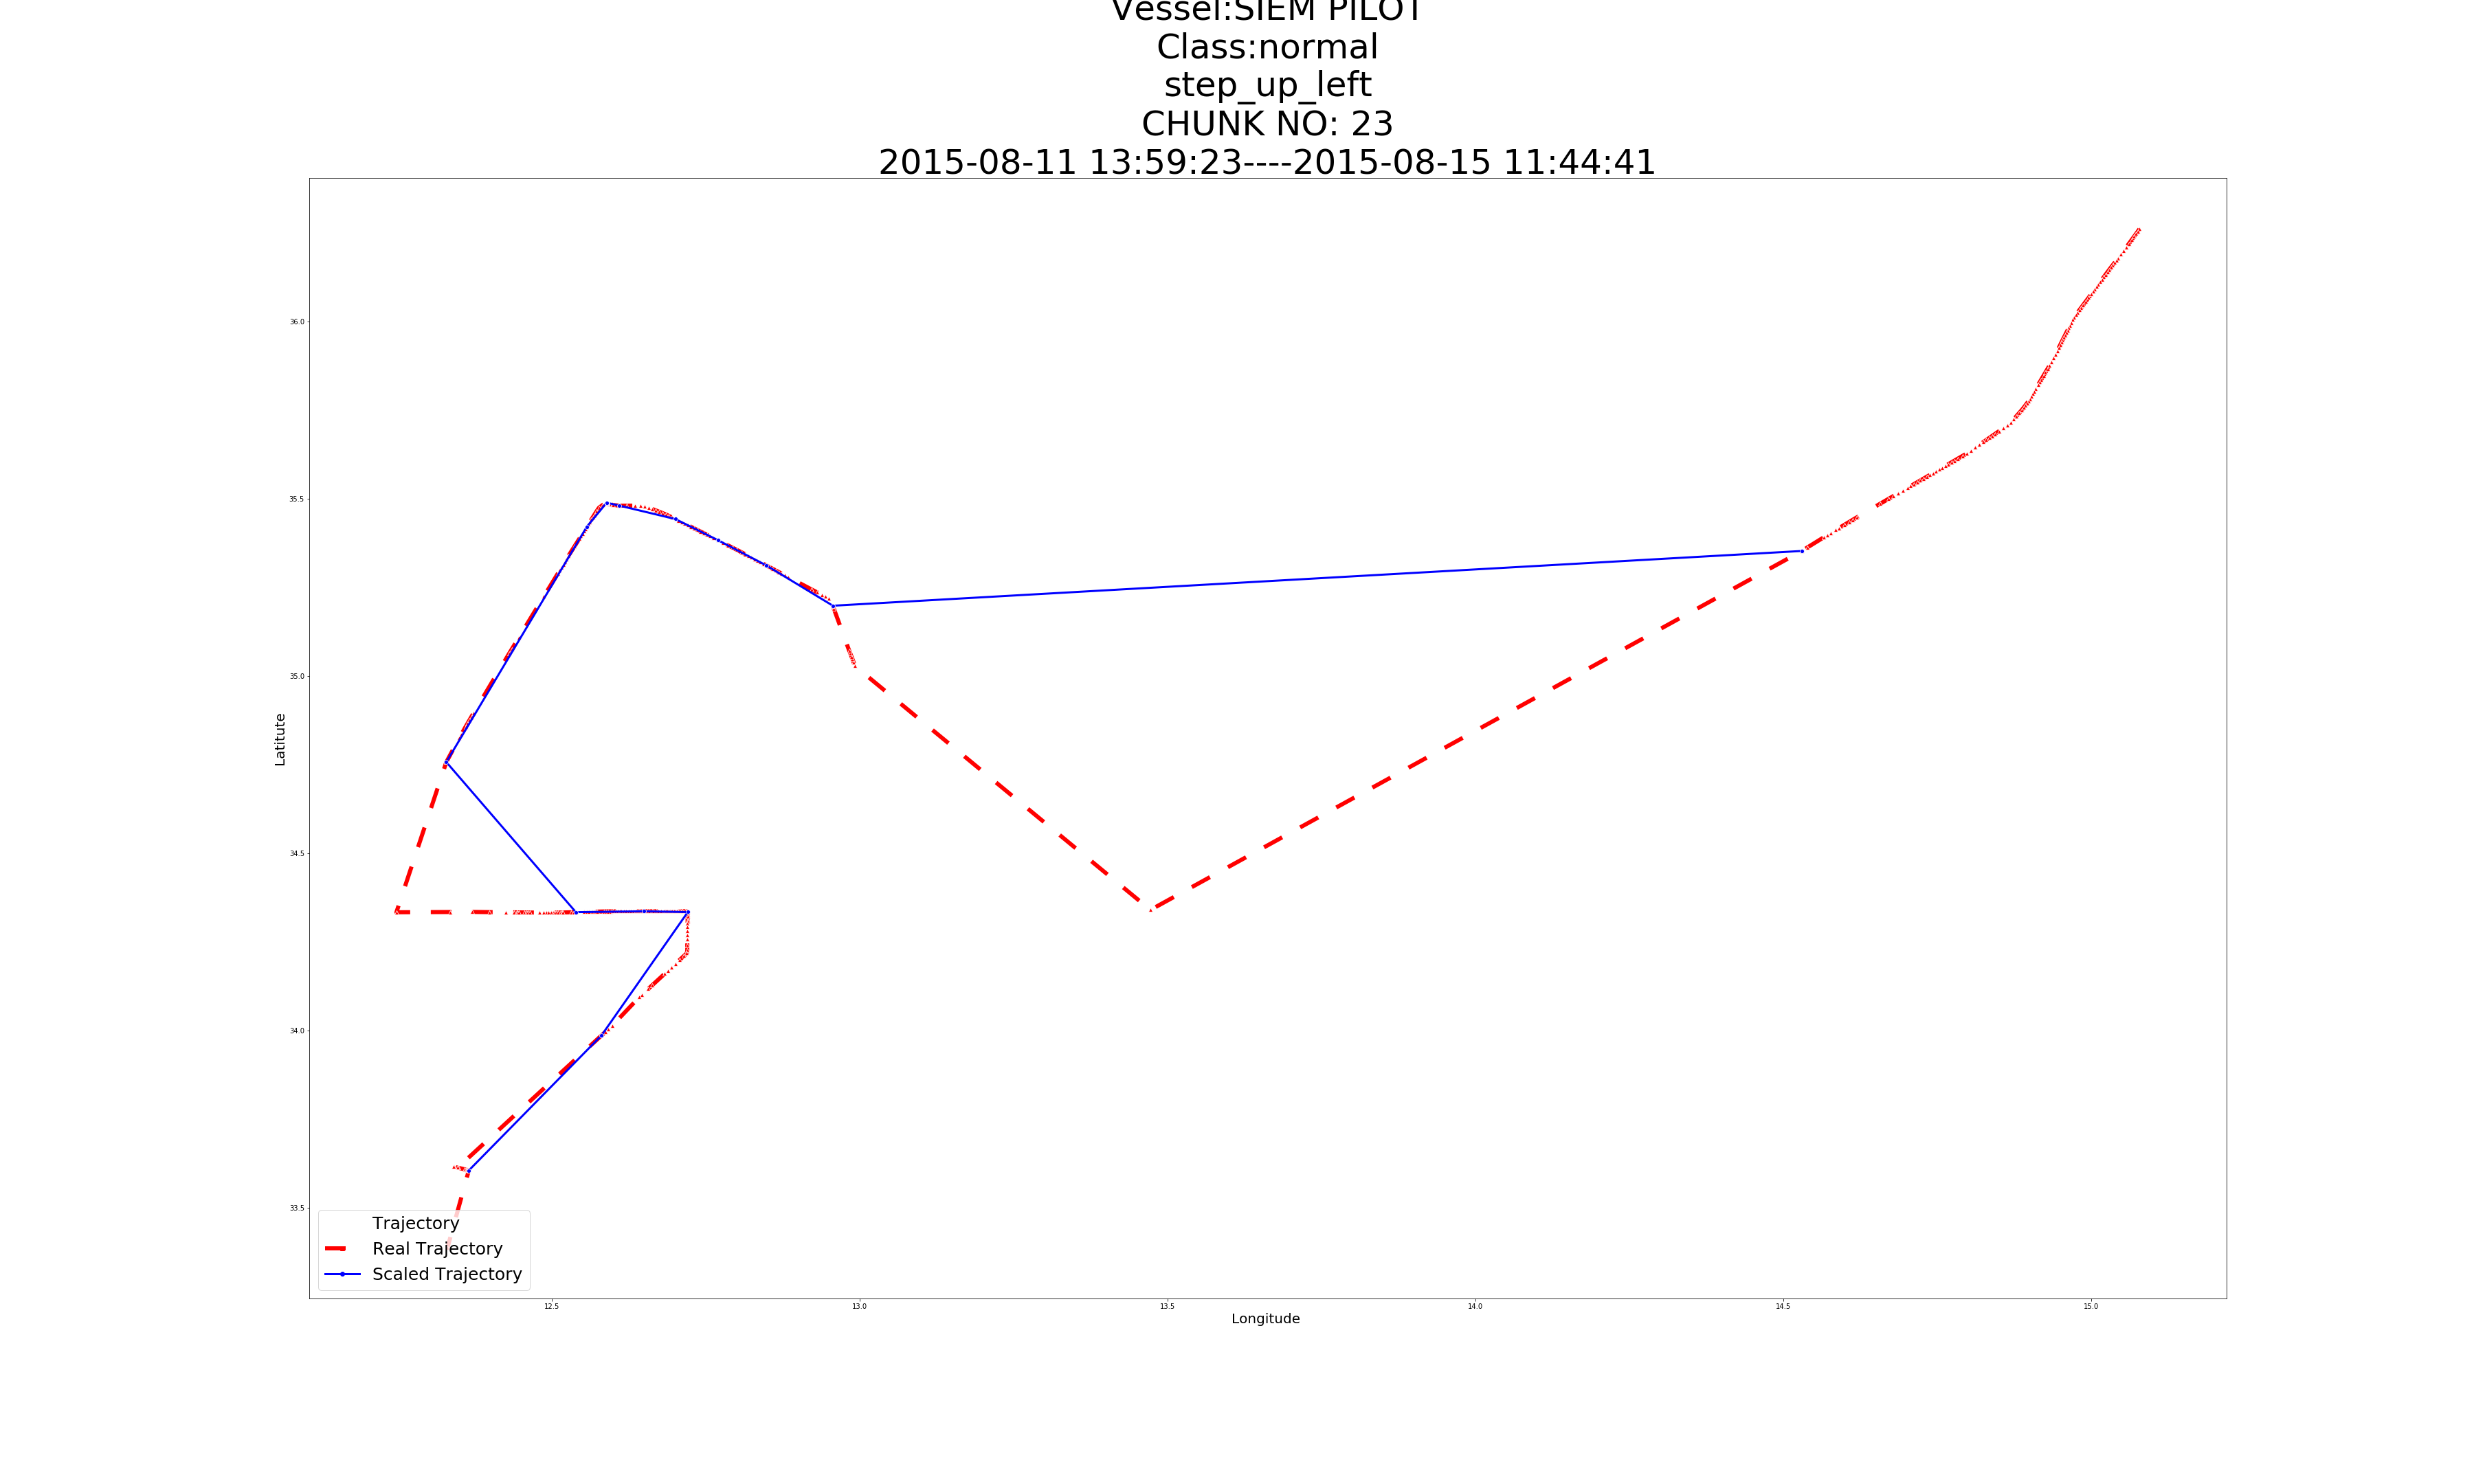 Vessel:SIEM PILOT
Class:normal
step_up_left
CHUNK NO: 23
2015-08-11 13:59:23----2015-08-15 11:44:41
36.0
35.5
35.0
34.5
34.0
33.5
Latitute
Trajectory
Real Trajectory
Scaled Trajectory
12.5 13.0 13.5 14.0 14.5 15.0
Longitude